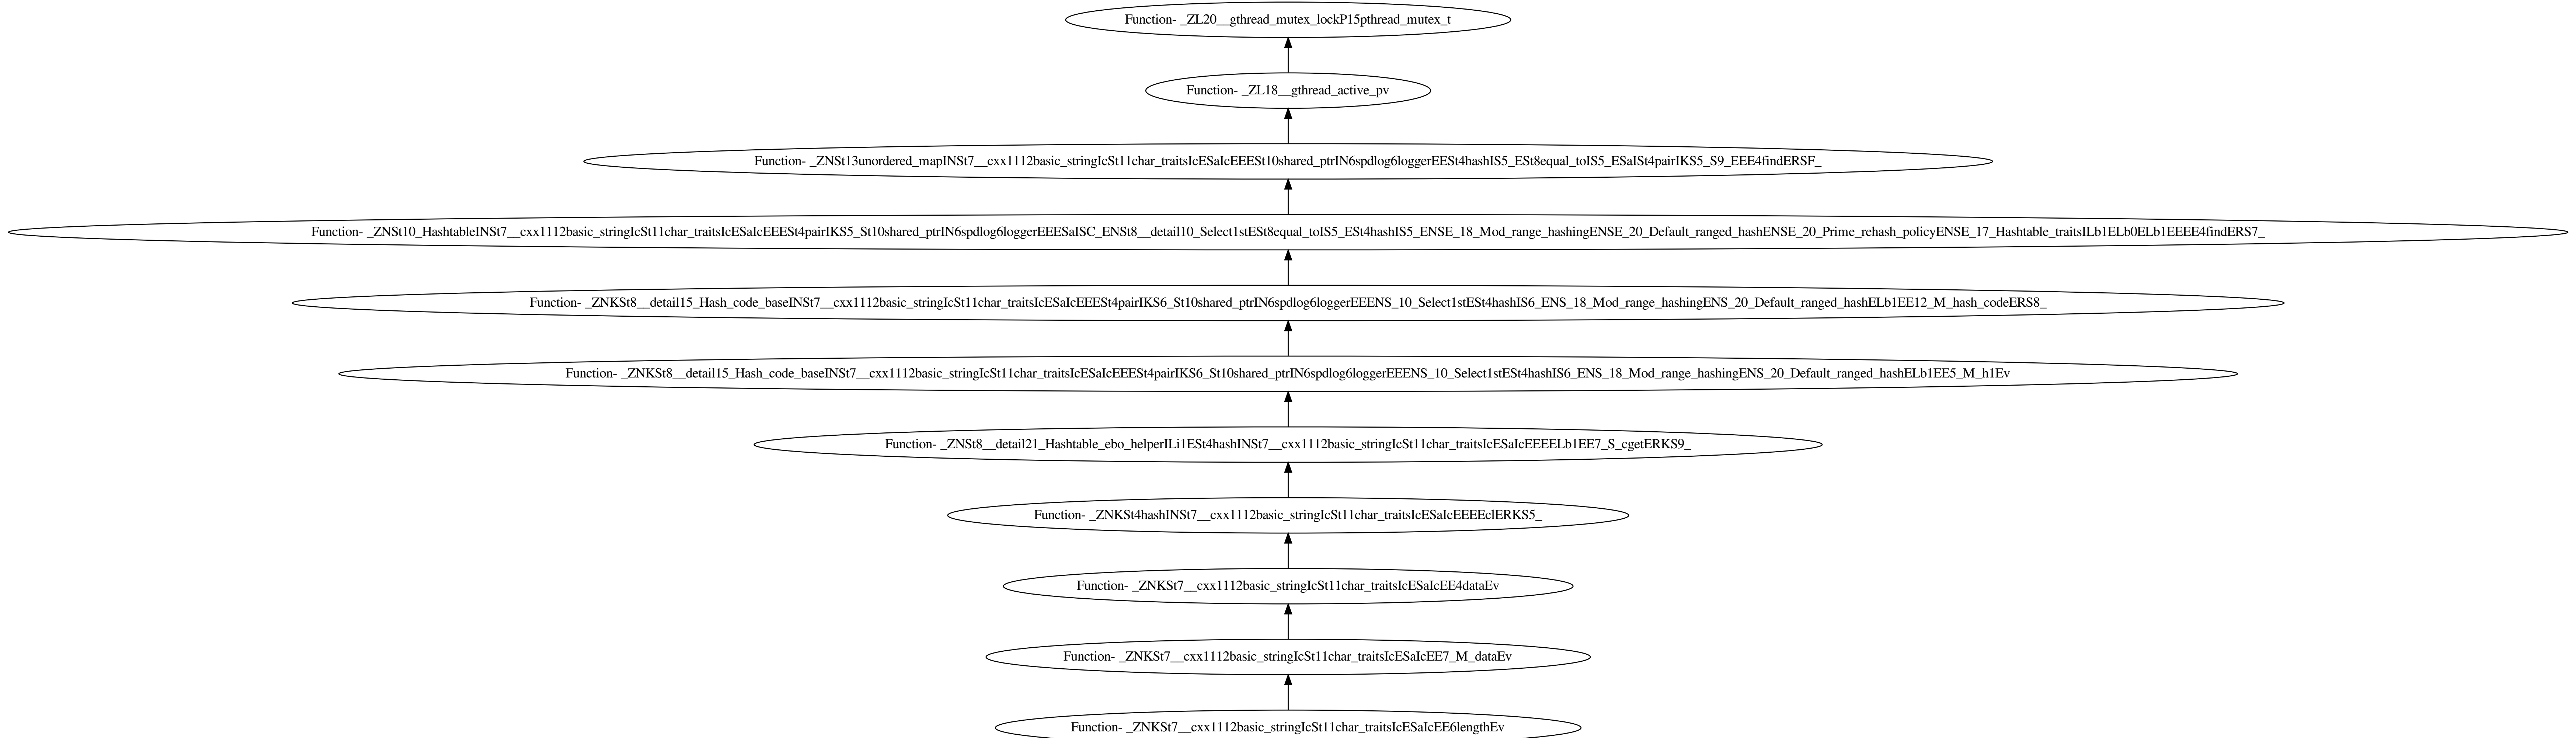 Function- _ZL20__gthread_mutex_lockP15pthread_mutex_t
Function- _ZL18__gthread_active_pv
Function- _ZNSt13unordered_mapINSt7__cxx1112basic_stringIcSt11char_traitsIcESaIcEEESt10shared_ptrIN6spdlog6loggerEESt4hashIS5_ESt8equal_toIS5_ESaISt4pairIKS5_S9_EEE4findERSF_
Function- _ZNSt10_HashtableINSt7__cxx1112basic_stringIcSt11char_traitsIcESaIcEEESt4pairIKS5_St10shared_ptrIN6spdlog6loggerEEESaISC_ENSt8__detail10_Select1stESt8equal_toIS5_ESt4hashIS5_ENSE_18_Mod_range_hashingENSE_20_Default_ranged_hashENSE_20_Prime_rehash_policyENSE_17_Hashtable_traitsILb1ELb0ELb1EEEE4findERS7_
Function- _ZNKSt8__detail15_Hash_code_baseINSt7__cxx1112basic_stringIcSt11char_traitsIcESaIcEEESt4pairIKS6_St10shared_ptrIN6spdlog6loggerEEENS_10_Select1stESt4hashIS6_ENS_18_Mod_range_hashingENS_20_Default_ranged_hashELb1EE12_M_hash_codeERS8_
Function- _ZNKSt8__detail15_Hash_code_baseINSt7__cxx1112basic_stringIcSt11char_traitsIcESaIcEEESt4pairIKS6_St10shared_ptrIN6spdlog6loggerEEENS_10_Select1stESt4hashIS6_ENS_18_Mod_range_hashingENS_20_Default_ranged_hashELb1EE5_M_h1Ev
Function- _ZNSt8__detail21_Hashtable_ebo_helperILi1ESt4hashINSt7__cxx1112basic_stringIcSt11char_traitsIcESaIcEEEELb1EE7_S_cgetERKS9_
Function- _ZNKSt4hashINSt7__cxx1112basic_stringIcSt11char_traitsIcESaIcEEEEclERKS5_
Function- _ZNKSt7__cxx1112basic_stringIcSt11char_traitsIcESaIcEE4dataEv
Function- _ZNKSt7__cxx1112basic_stringIcSt11char_traitsIcESaIcEE7_M_dataEv
Function- _ZNKSt7__cxx1112basic_stringIcSt11char_traitsIcESaIcEE6lengthEv